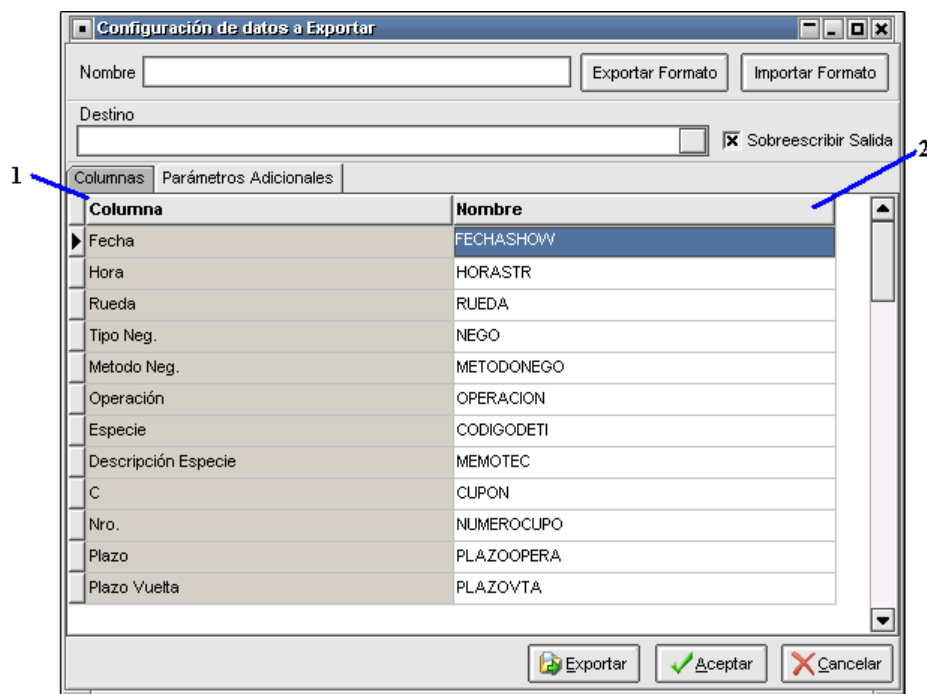 Configuración de datos a Exportar
Nombre Exportar Formato Importar Formato
Destino
Sobreescribir Salida
2
1
Columnas Parámetros Adicionales
Columna Nombre
Fecha FECHASHOW
Hora HORASTR
Rueda RUEDA
Tipo Neg. NEGO
Metodo Neg. METODONEGO
Operación OPERACION
Especie CODIGODETI
Descripción Especie MEMOTEC
C CUPON
Nro. NUMEROCUPO
Plazo PLAZOOPERA
Plazo Vuelta PLAZOVTA
Exportar Aceptar Cancelar